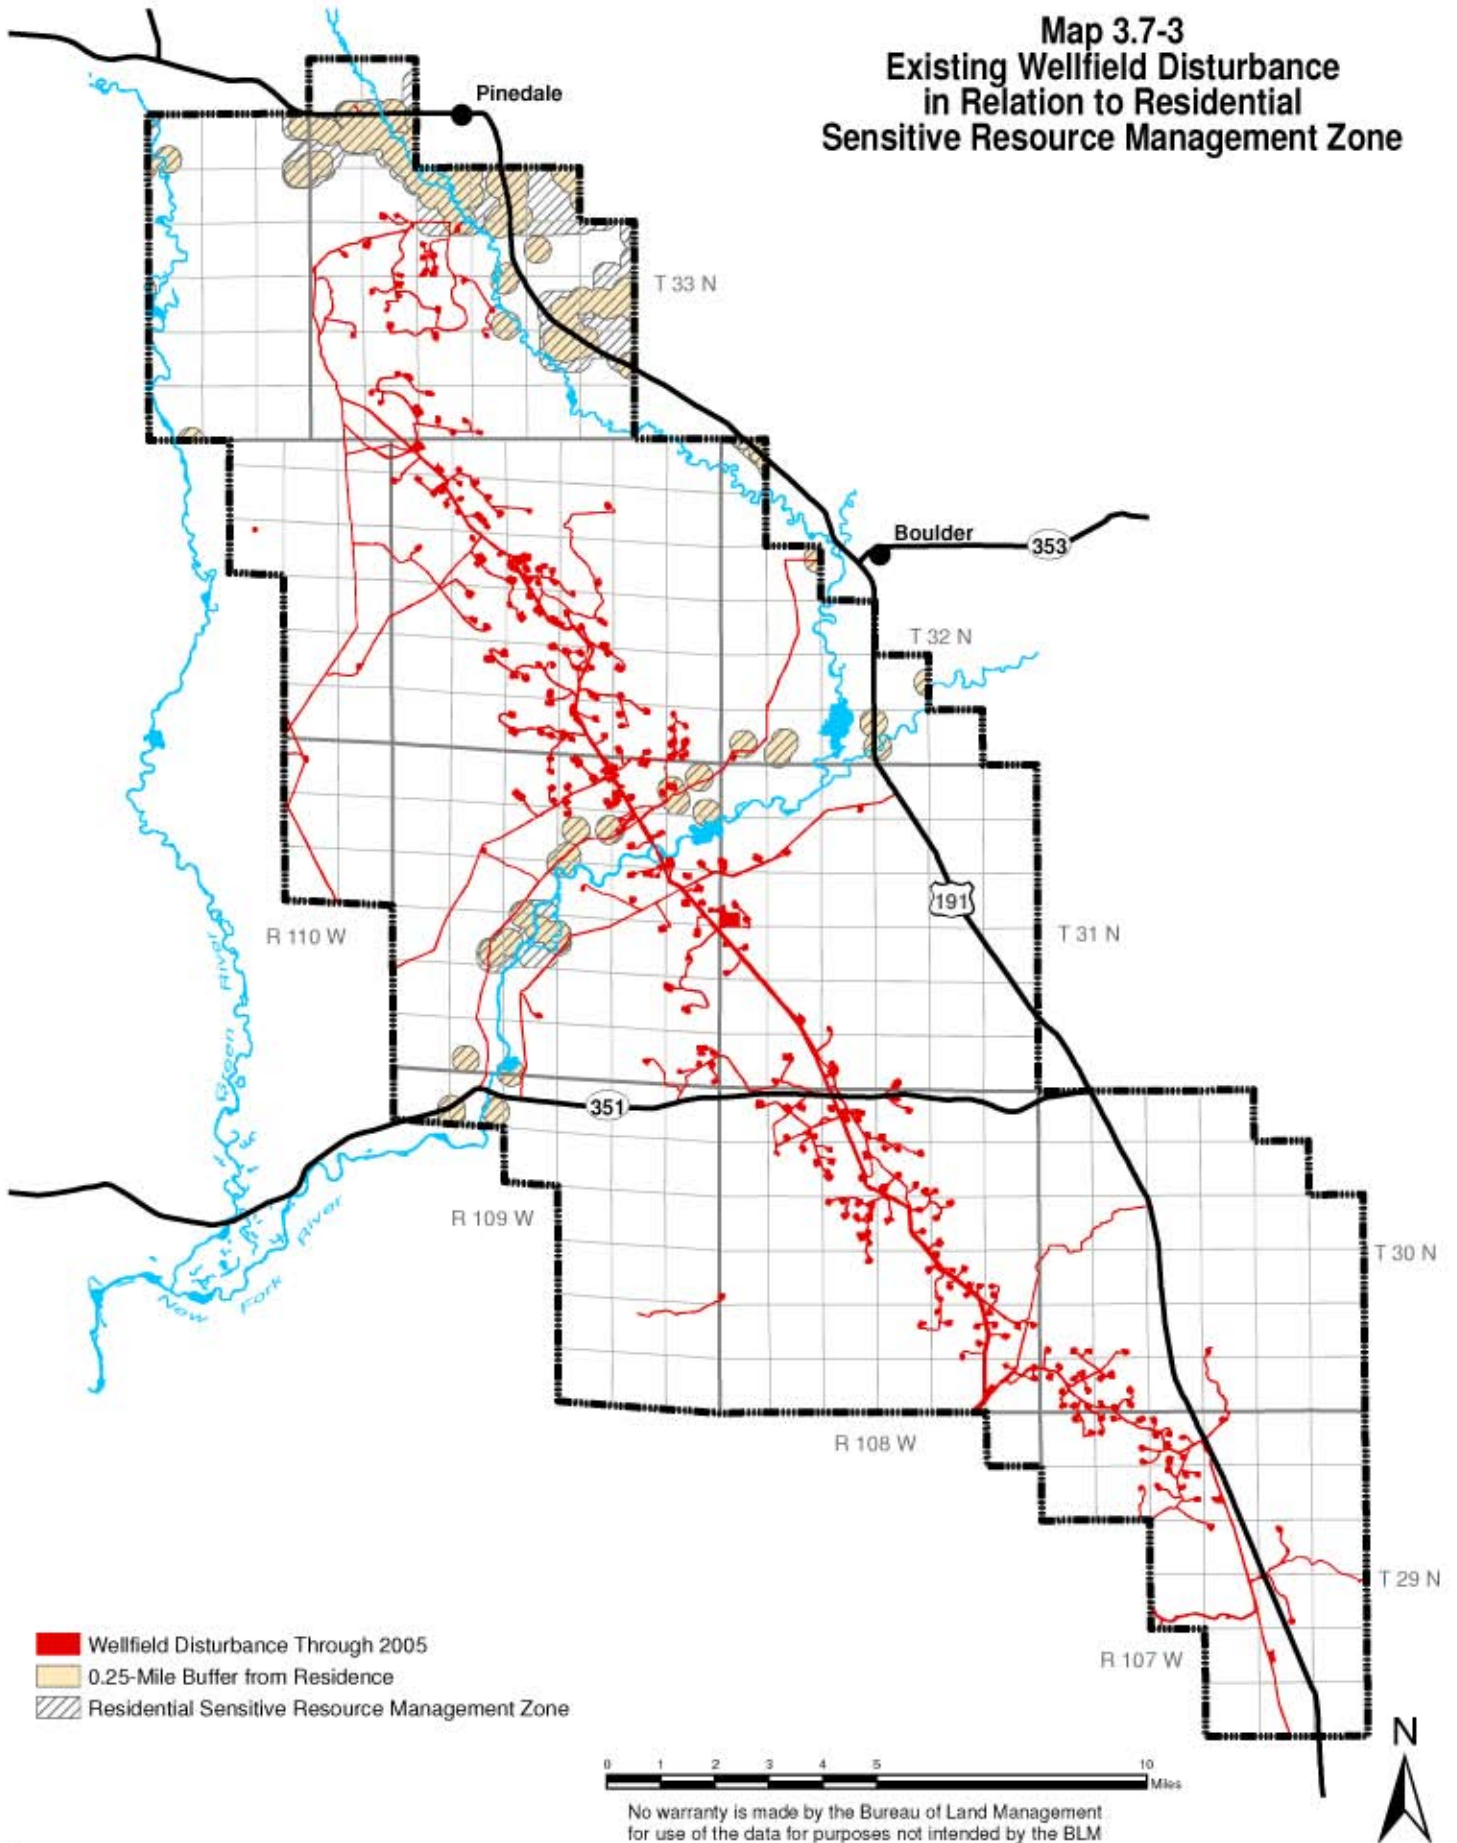 Map 3.7-3
Existing Wellfield Disturbance
in Relation to Residential
Sensitive Resource Management Zone
Pinedale
T 33 N
Boulder
353
T 32 N
191
R 110 W
T 31 N
Green River
351
R 109 W
New Fork River
T 30 N
R 108 W
T 29 N
R 107 W
Wellfield Disturbance Through 2005
0.25-Mile Buffer from Residence
Residential Sensitive Resource Management Zone
N
0 1 2 3 4 5 10
Miles
No warranty is made by the Bureau of Land Management
for use of the data for purposes not intended by the BLM